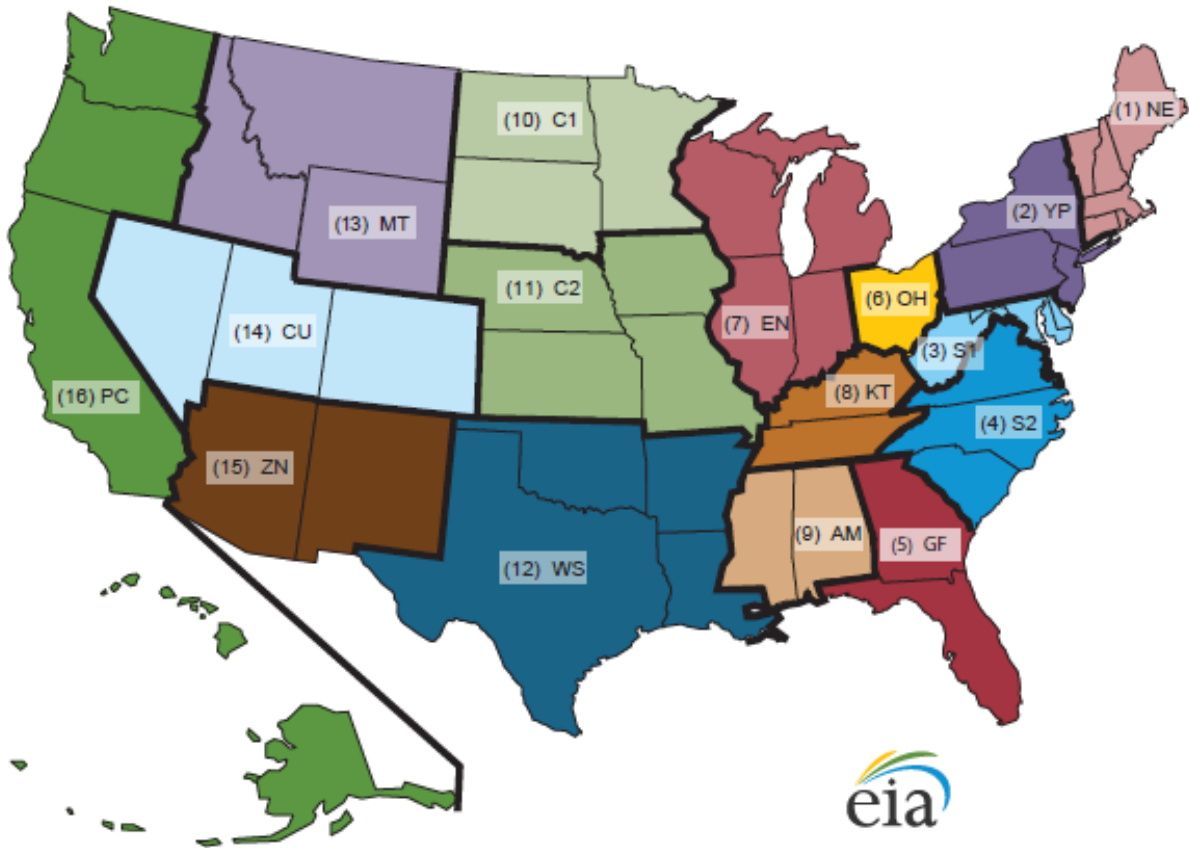 (1) NE
(10) C1
(2) YP
(13) MT
(11) C2
(6) OH
(14) CU
(7) EN
(3) S1
(16) PC
(8) KT
(4) S2
(15) ZN
(9) AM
(5) GF
(12) WS
eia